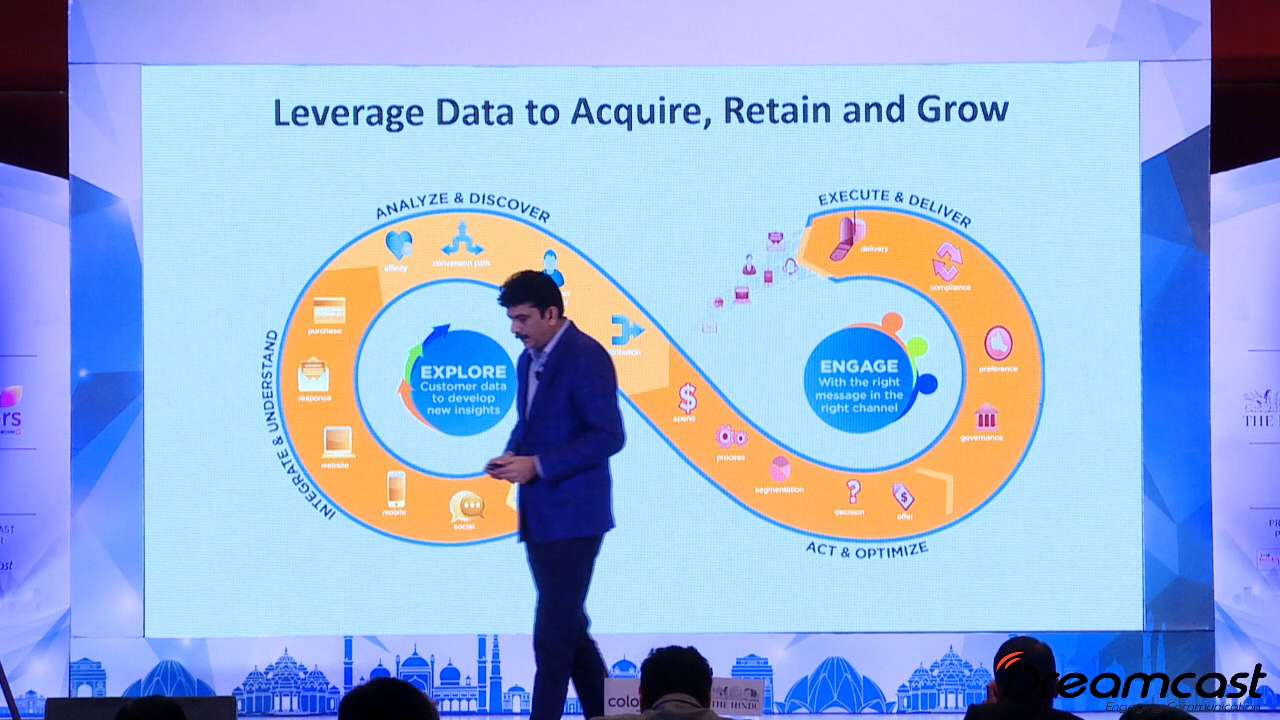 Leverage Data to Acquire, Retain and Grow
ANALYZE & DISCOVER
EXECUTE & DELIVER
affinity
conversion path
delivery
compliance
purchase
response
website
mobile
social
INTEGRATE & UNDERSTAND
EXPLORE
Customer data
to develop
new insights
spend
process
segmentation
decision
offer
ENGAGE
With the right
message in the
right channel
preference
governance
ACT & OPTIMIZE
THE HINDU
Dreamcast
Engaging Communication